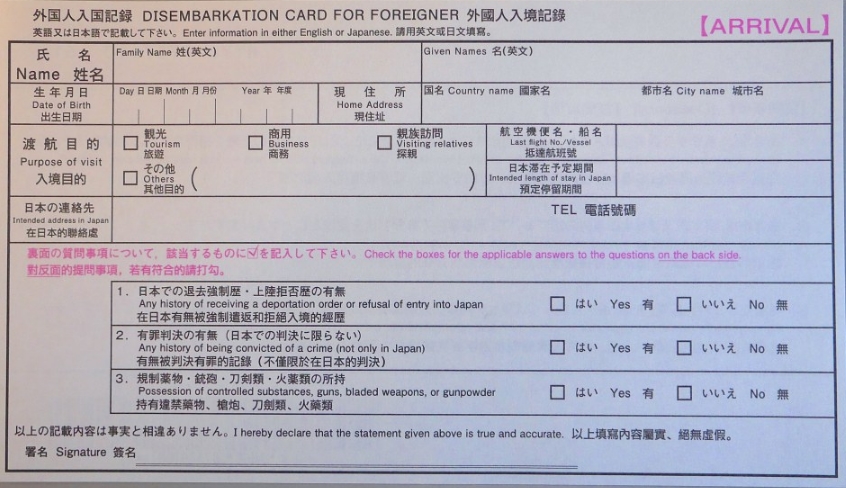 外国人入国記録 DISEMBARKATION CARD FOR FOREIGNER 外國人入境記錄
英語又は日本語で記載して下さい。Enter information in either English or Japanese. 請用英文或日文填寫。
【ARRIVAL】
氏 名
Name 姓名
Family Name 姓(英文)
Given Names 名(英文)
生年月日
Date of Birth
出生日期
Day 日 日期 Month 月 月份 Year 年 年度
現住所
Home Address
現住址
国名 Country name 國家名
都市名 City name 城市名
渡航目的
Purpose of visit
入境目的
観光
Tourism
旅遊
商用
Business
商務
親族訪問
Visiting relatives
探親
その他
Others
其他目的
( )
航空機便名・船名
Last flight No./Vessel
抵達航班號
日本滞在予定期間
Intended length of stay in Japan
預定停留期間
日本の連絡先
Intended address in Japan
在日本的聯絡處
TEL 電話號碼
裏面の質問事項について、該当するものに☑を記入して下さい。Check the boxes for the applicable answers to the questions on the back side.
對反面的提問事項，若有符合的請打勾。
1. 日本での退去強制歴・上陸拒否歴の有無
Any history of receiving a deportation order or refusal of entry into Japan
在日本有無被強制遣返和拒絕入境的經歷
はい Yes 有 いいえ No 無
2. 有罪判決の有無（日本での判決に限らない）
Any history of being convicted of a crime (not only in Japan)
有無被判決有罪的記錄（不僅限於在日本的判決）
はい Yes 有 いいえ No 無
3. 規制薬物・銃砲・刀剣類・火薬類の所持
Possession of controlled substances, guns, bladed weapons, or gunpowder
持有違禁藥物、槍炮、刀劍類、火藥類
はい Yes 有 いいえ No 無
以上の記載内容は事実と相違ありません。I hereby declare that the statement given above is true and accurate. 以上填寫內容屬實、絕無虛假。
署名 Signature 簽名